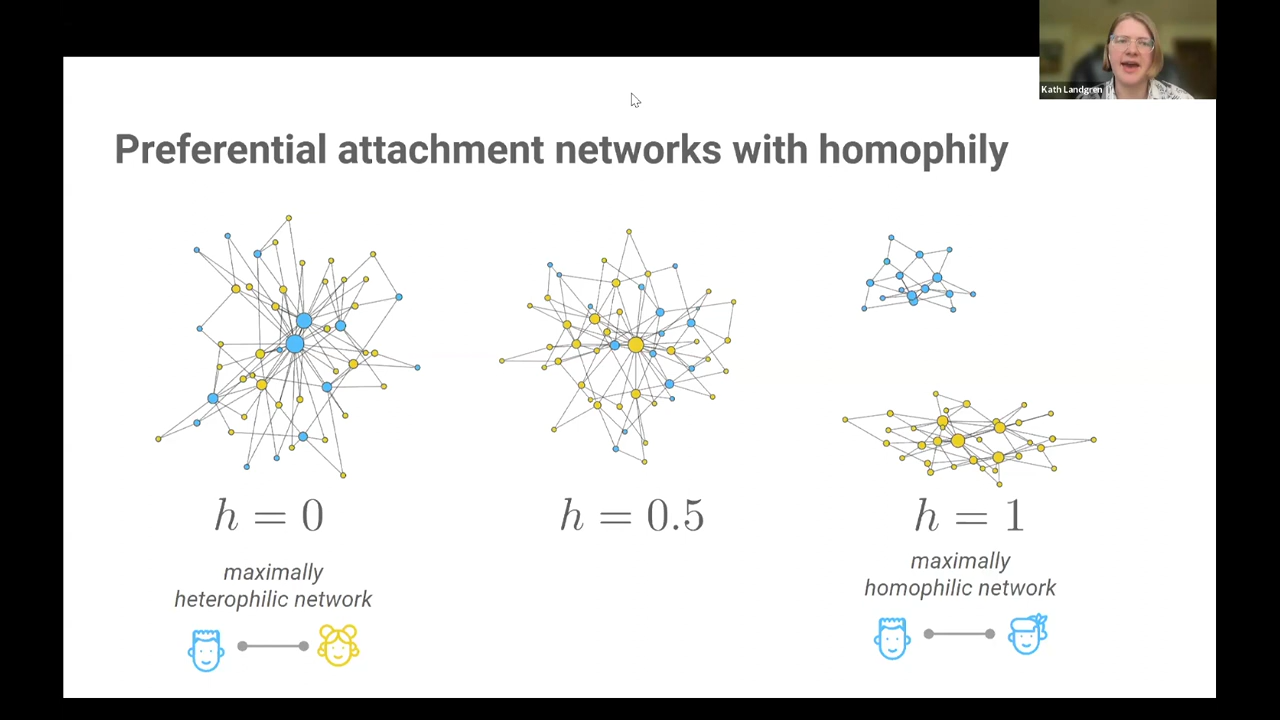 Kath Landgren
Preferential attachment networks with homophily
h = 0
h = 0.5
h = 1
maximally
heterophilic network
maximally
homophilic network